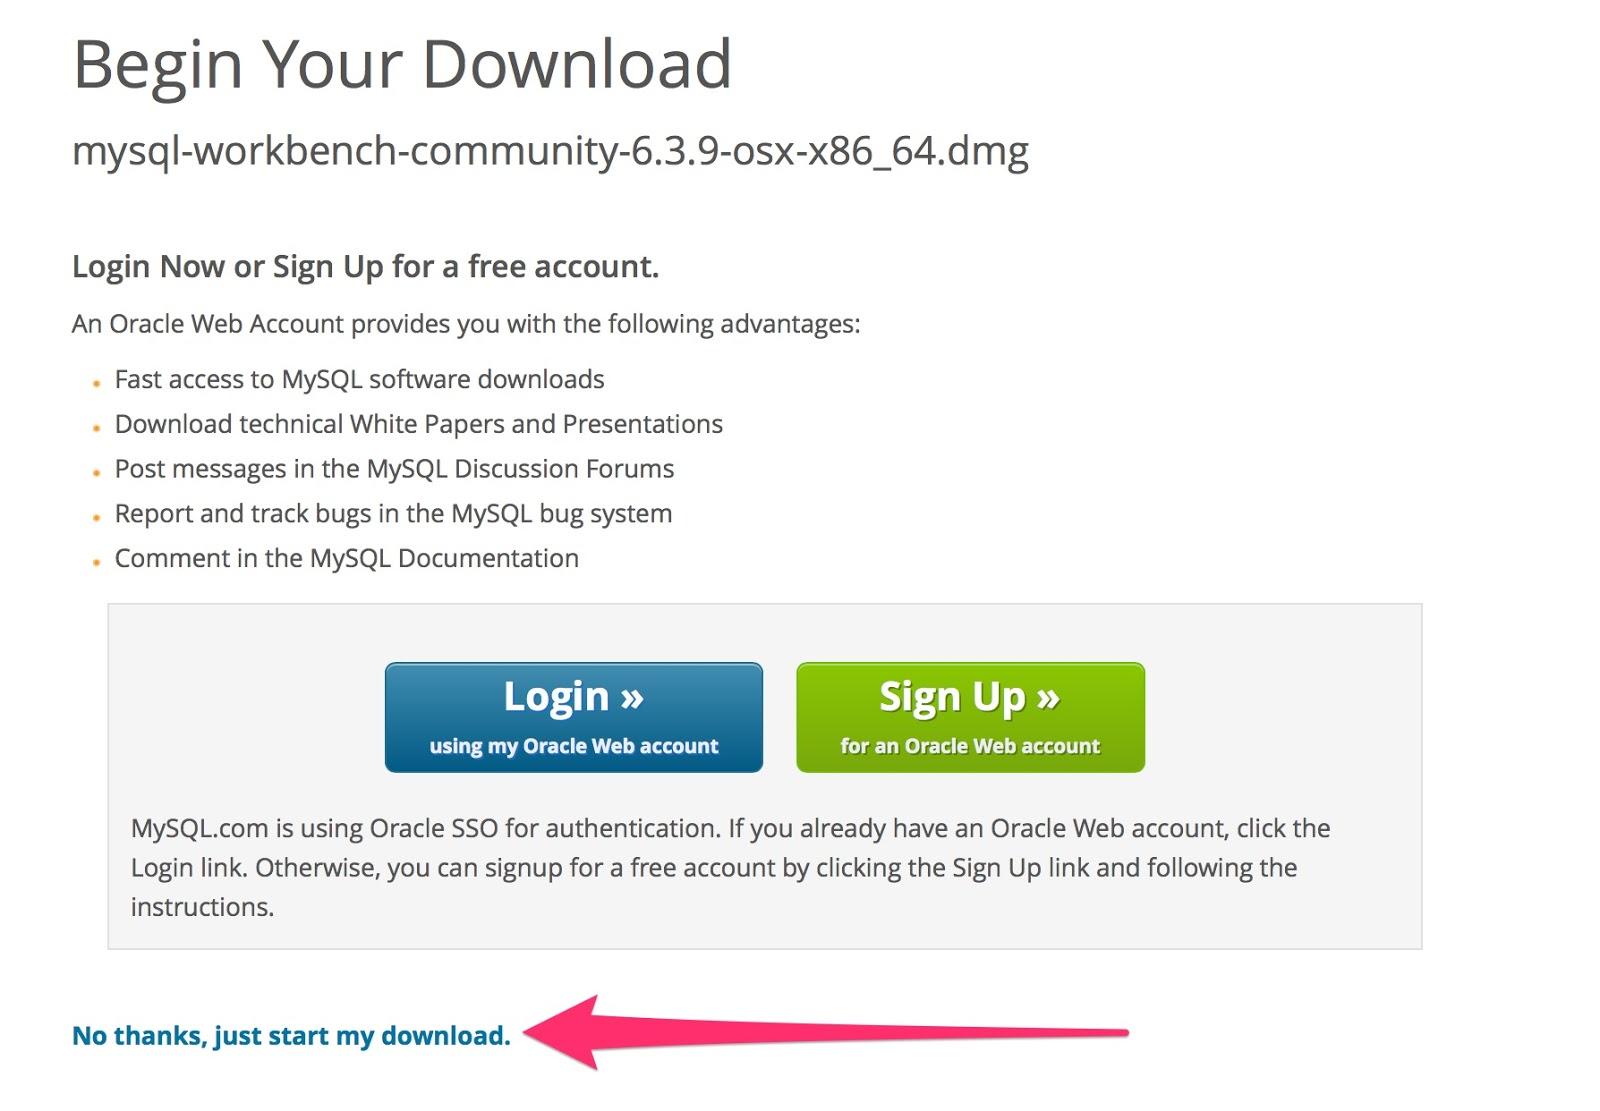 Begin Your Download
mysql-workbench-community-6.3.9-osx-x86_64.dmg
Login Now or Sign Up for a free account.
An Oracle Web Account provides you with the following advantages:
Fast access to MySQL software downloads
Download technical White Papers and Presentations
Post messages in the MySQL Discussion Forums
Report and track bugs in the MySQL bug system
Comment in the MySQL Documentation
Login »
using my Oracle Web account
Sign Up »
for an Oracle Web account
MySQL.com is using Oracle SSO for authentication. If you already have an Oracle Web account, click the
Login link. Otherwise, you can signup for a free account by clicking the Sign Up link and following the
instructions.
No thanks, just start my download.